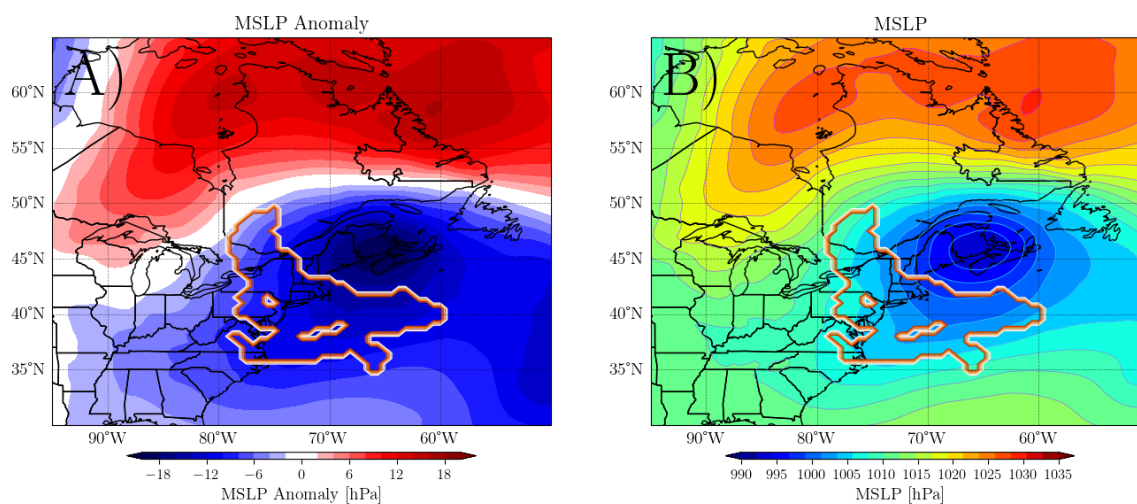 MSLP Anomaly
A)
60°N
55°N
50°N
45°N
40°N
35°N
90°W 80°W 70°W 60°W
−18 −12 −6 0 6 12 18
MSLP Anomaly [hPa]
MSLP
B)
60°N
55°N
50°N
45°N
40°N
35°N
90°W 80°W 70°W 60°W
990 995 1000 1005 1010 1015 1020 1025 1030 1035
MSLP [hPa]